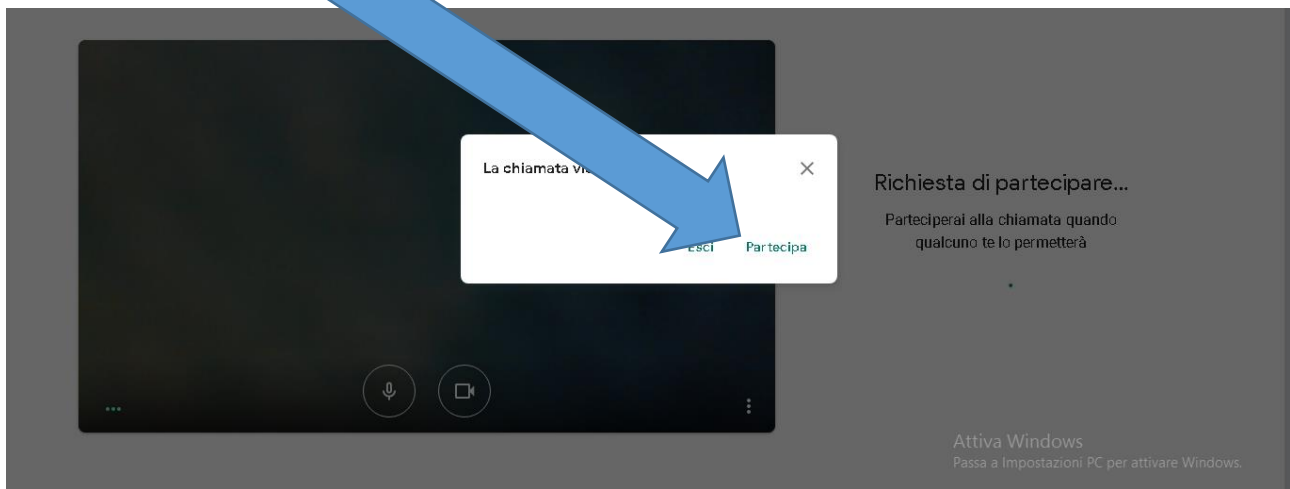 La chiamata
Esci Partecipa
Richiesta di partecipare...
Parteciperai alla chiamata quando
qualcuno te lo permetterà
Attiva Windows
Passa a Impostazioni PC per attivare Windows.